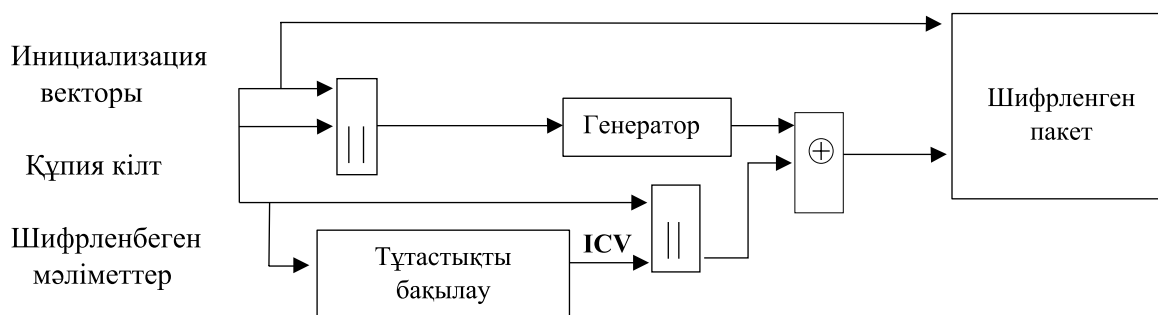 Инициализация
векторы
Құпия кілт
Шифрленбеген
мәліметтер
||
Генератор
⊕
Шифрленген
пакет
Тұтастықты
бақылау
ICV
||